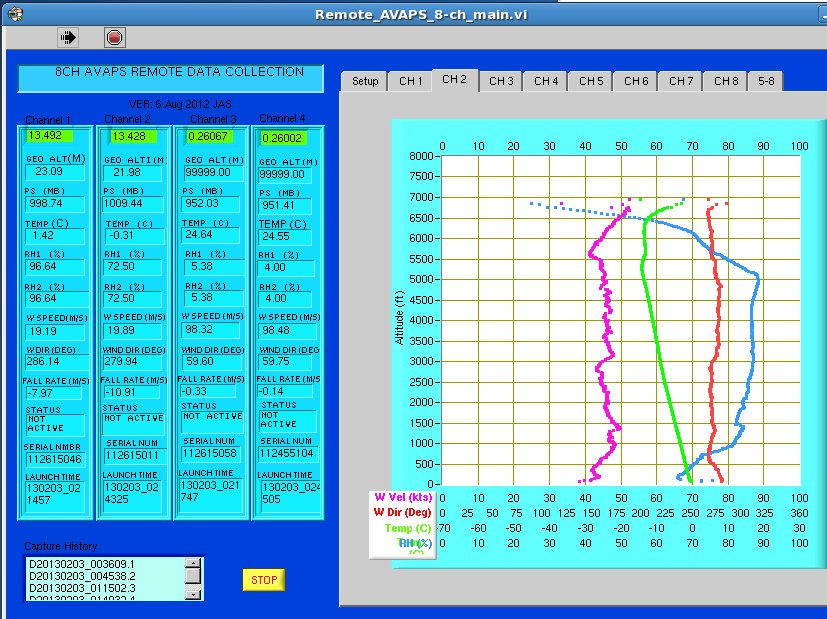 Remote_AVAPS_8-ch_main.vi
8CH AVAPS REMOTE DATA COLLECTION
VER: 6 Aug 2012 JAS
Channel 1
13.492
GEO ALT(M)
23.09
PS (MB)
998.74
TEMP (C)
1.42
RH1 (%)
96.64
RH2 (%)
96.64
W SPEED(M/S)
19.19
W DIR (DEG)
286.14
FALL RATE (M/S)
-7.97
STATUS
NOT
ACTIVE
SERIAL NMBR
112615046
LAUNCH TIME
130203_02
1457
Channel 2
13.428
GEO ALTI (M
21.98
PS (MB)
1009.44
TEMP (C)
-0.31
RH1 (%)
72.50
RH2 (%)
72.50
W SPEED (M/S)
19.89
WIND DIR (DEG)
279.94
FALL RATE (M/S)
-10.91
STATUS
NOT ACTIVE
SERIAL NUM
112615011
LAUNCH TIME
130203_02
4325
Channel 3
0.26067
GEO ALT (M)
99999.00
PS (MB)
952.03
TEMP (C)
24.64
RH1 (%)
5.38
RH2 (%)
5.38
W SPEED (M/S)
98.32
WIND DIR (DEG)
59.60
FALL RATE (M/S)
-0.33
STATUS
NOT ACTIVE
SERIAL NUM
112615058
LAUNCH TIME
130203_021
747
Channel 4
0.26002
GEO ALT (M)
99999.00
PS (MB)
951.41
TEMP (C)
24.55
RH1 (%)
4.00
RH2 (%)
4.00
W SPEED (M/S)
98.48
WIND DIR (DEG
59.75
FALL RATE (M/S
-0.14
STATUS
NOT
ACTIVE
SERIAL NUM
112455104
LAUNCH TIME
130203_024
505
Capture History
D20130203_003609.1
D20130203_004538.2
D20130203_011502.3
D20130203_014032.4
STOP
Setup CH 1 CH 2 CH 3 CH 4 CH 5 CH 6 CH 7 CH 8 5-8
0 10 20 30 40 50 60 70 80 90 100
Altitude (ft)
8000
7500
7000
6500
6000
5500
5000
4500
4000
3500
3000
2500
2000
1500
1000
500
0
W Vel (kts) 0 10 20 30 40 50 60 70 80 90 100
W Dir (Deg) 0 25 50 75 100 125 150 175 200 225 250 275 300 325 360
Temp (C) -70 -60 -50 -40 -30 -20 -10 0 10 20 30
RH (%) 0 10 20 30 40 50 60 70 80 90 100